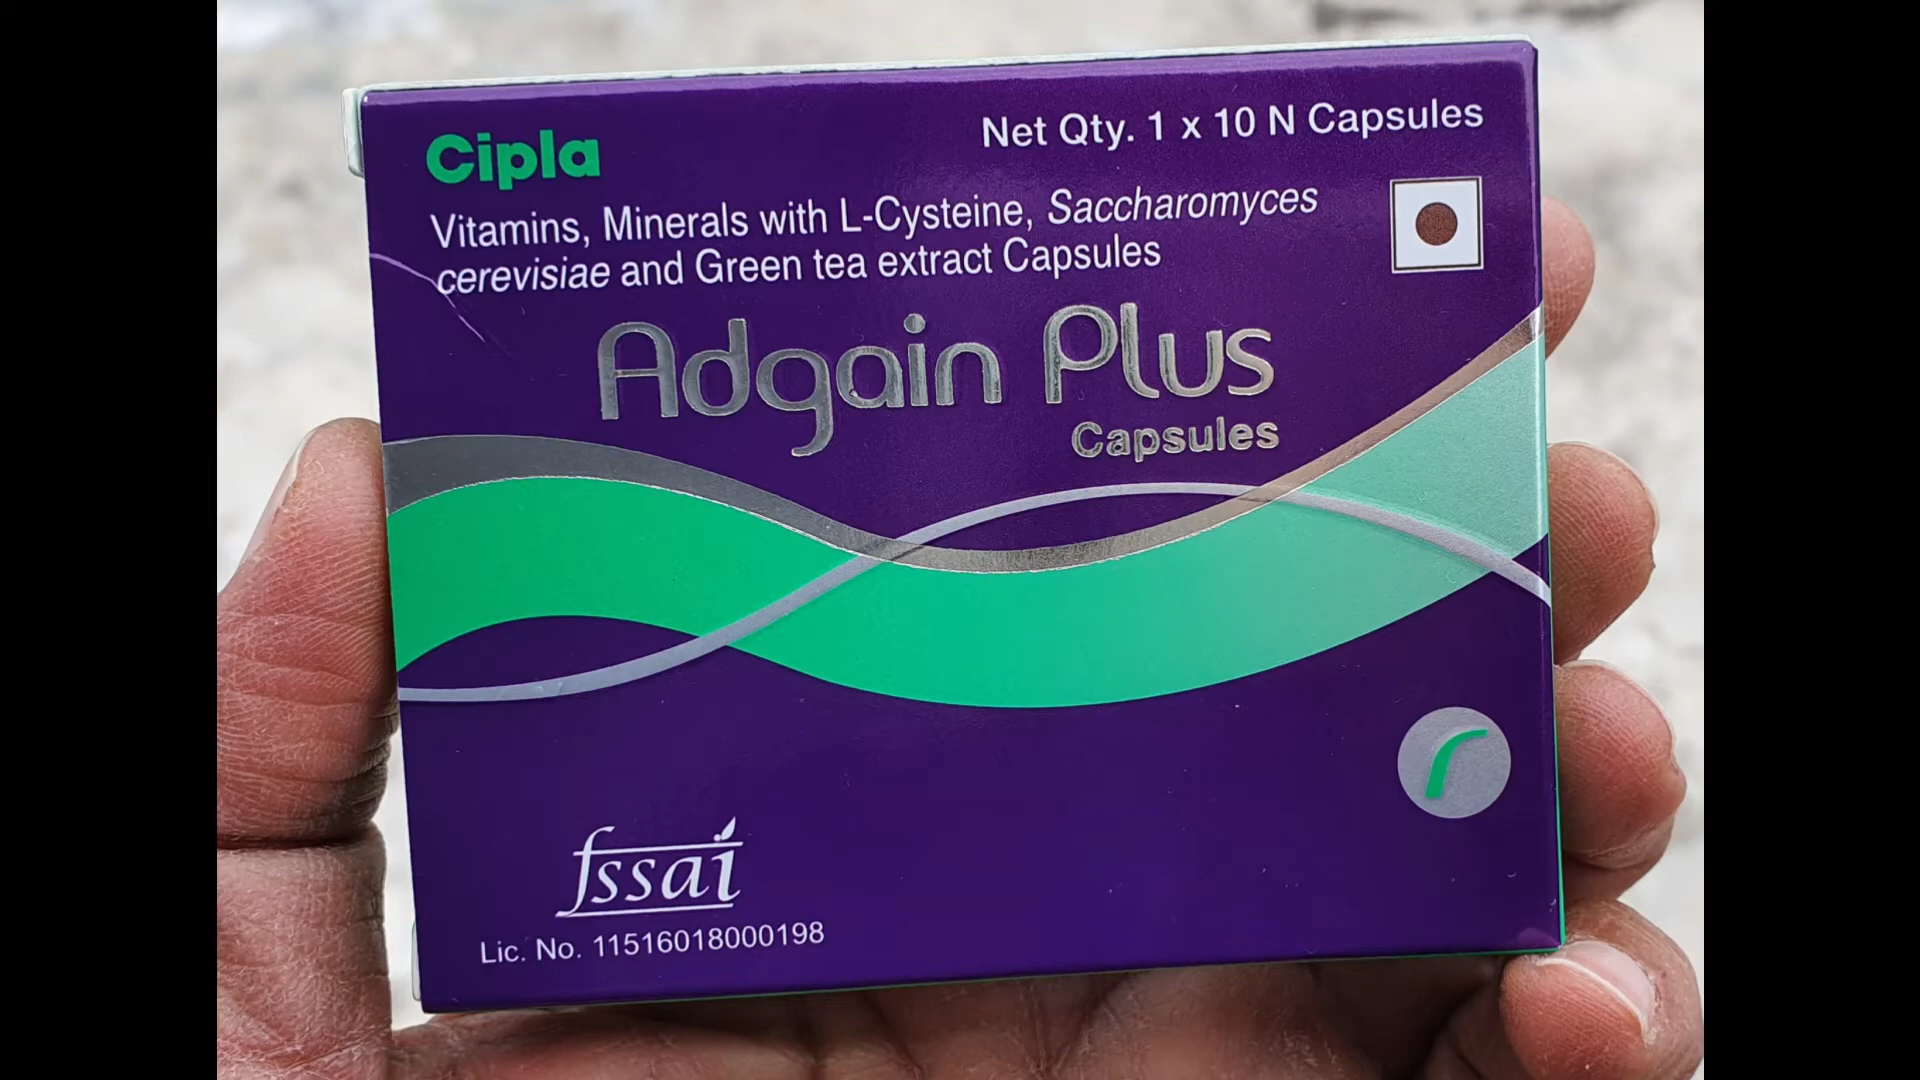 Cipla
Net Qty. 1 x 10 N Capsules
Vitamins, Minerals with L-Cysteine, Saccharomyces
cerevisiae and Green tea extract Capsules
Adgain Plus
Capsules
fssai
Lic. No. 11516018000198